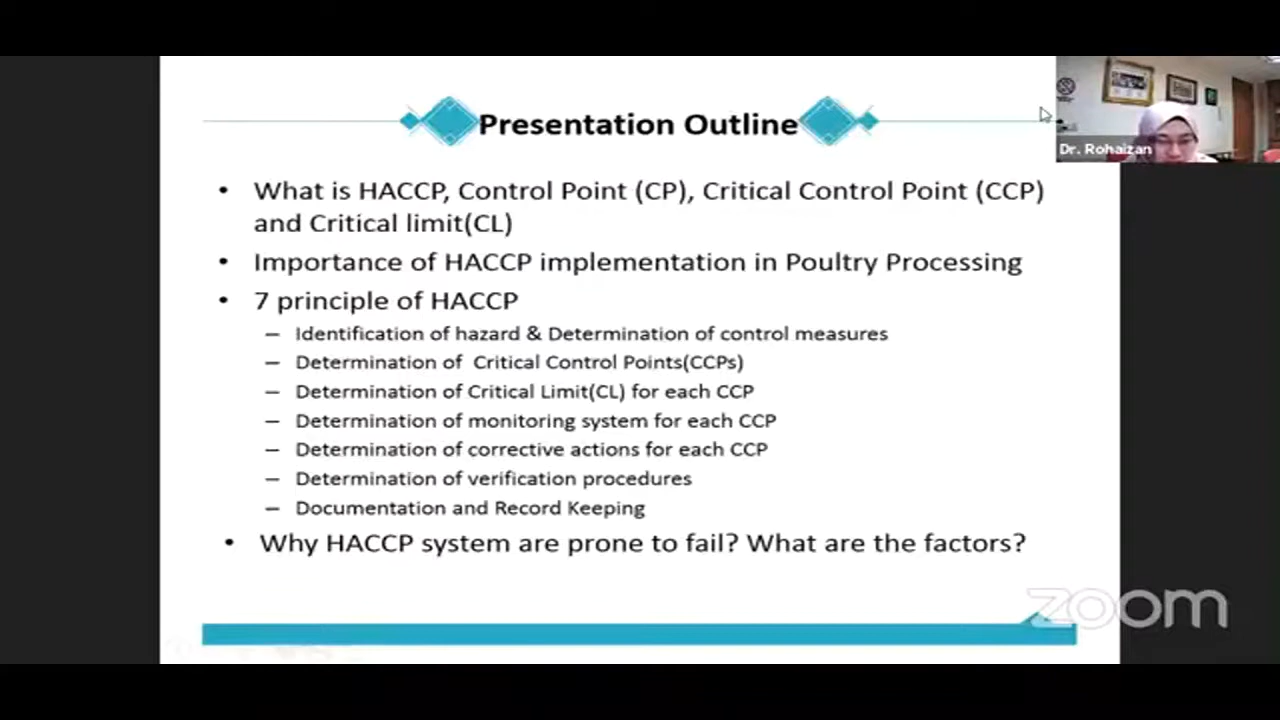 Presentation Outline
Dr. Rohaizan
• What is HACCP, Control Point (CP), Critical Control Point (CCP)
and Critical limit(CL)
• Importance of HACCP implementation in Poultry Processing
• 7 principle of HACCP
– Identification of hazard & Determination of control measures
– Determination of Critical Control Points(CCPs)
– Determination of Critical Limit(CL) for each CCP
– Determination of monitoring system for each CCP
– Determination of corrective actions for each CCP
– Determination of verification procedures
– Documentation and Record Keeping
• Why HACCP system are prone to fail? What are the factors?
zoom